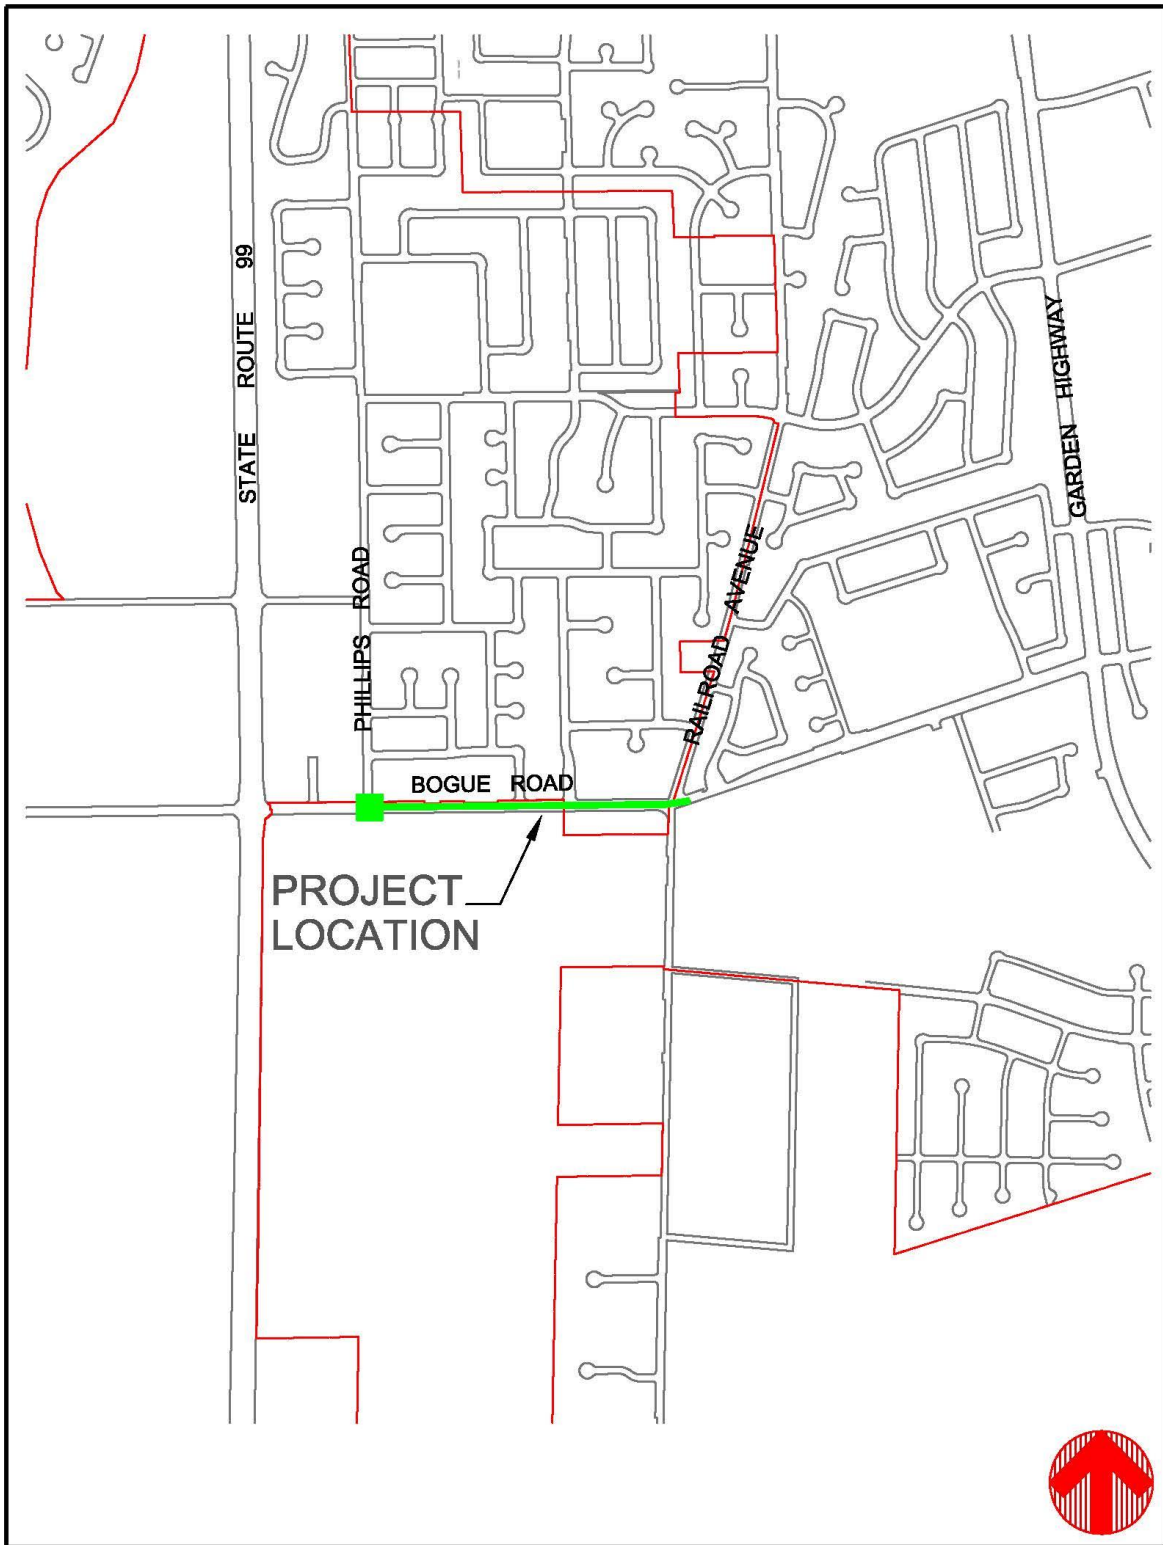 STATE ROUTE 99
GARDEN HIGHWAY
PHILLIPS ROAD
RAILROAD AVENUE
BOGUE ROAD
PROJECT
LOCATION